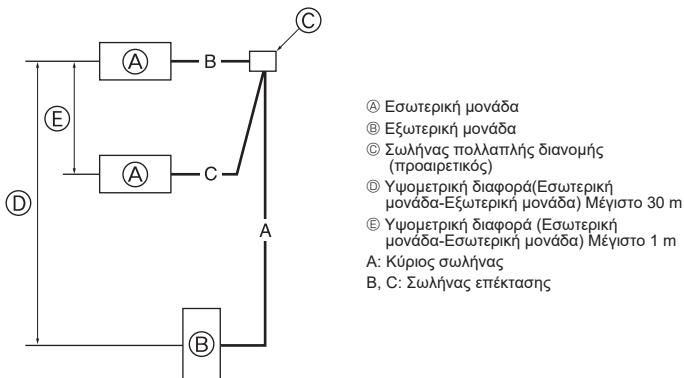 Ⓒ
Ⓐ B
Ⓔ
Ⓐ C
Ⓓ
A
Ⓑ
Ⓐ Εσωτερική μονάδα
Ⓑ Εξωτερική μονάδα
Ⓒ Σωλήνας πολλαπλής διανομής
(προαιρετικός)
Ⓓ Υψομετρική διαφορά(Εσωτερική
μονάδα-Εξωτερική μονάδα) Μέγιστο 30 m
Ⓔ Υψομετρική διαφορά (Εσωτερική
μονάδα-Εσωτερική μονάδα) Μέγιστο 1 m
A: Κύριος σωλήνας
B, C: Σωλήνας επέκτασης